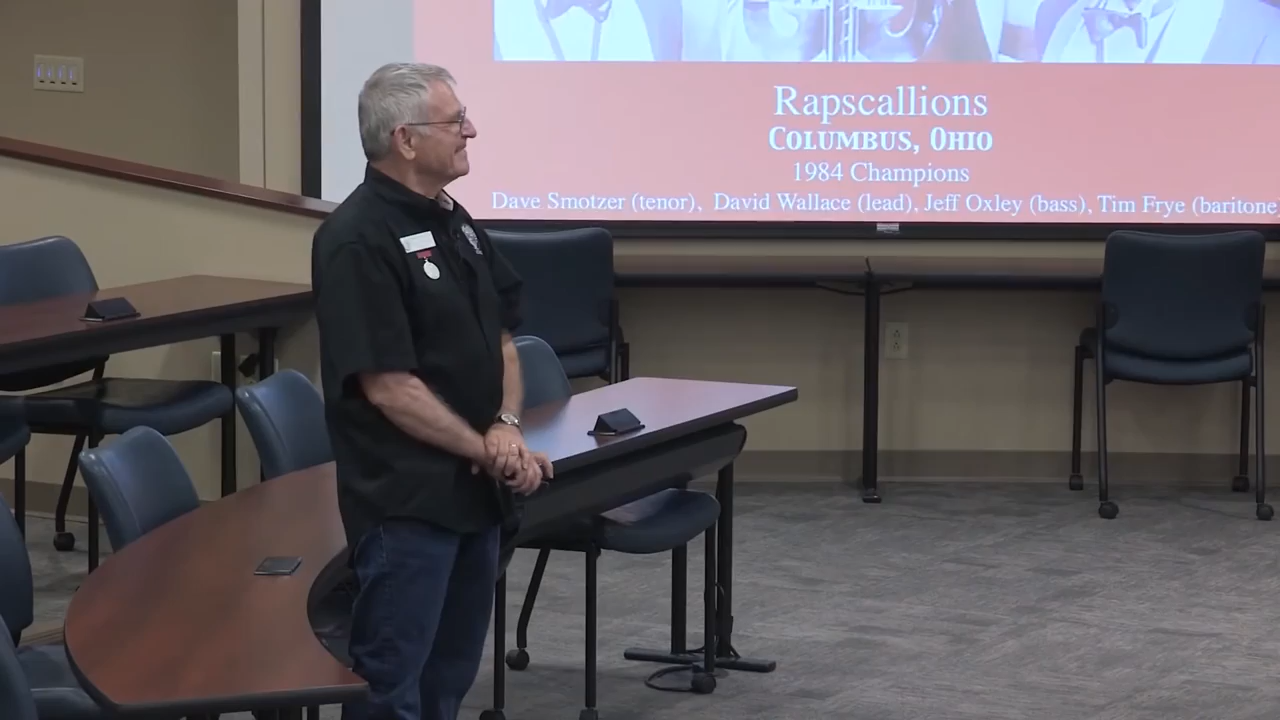 Rapscallions
COLUMBUS, OHIO
1984 Champions
Dave Smotzer (tenor), David Wallace (lead), Jeff Oxley (bass), Tim Frye (baritone